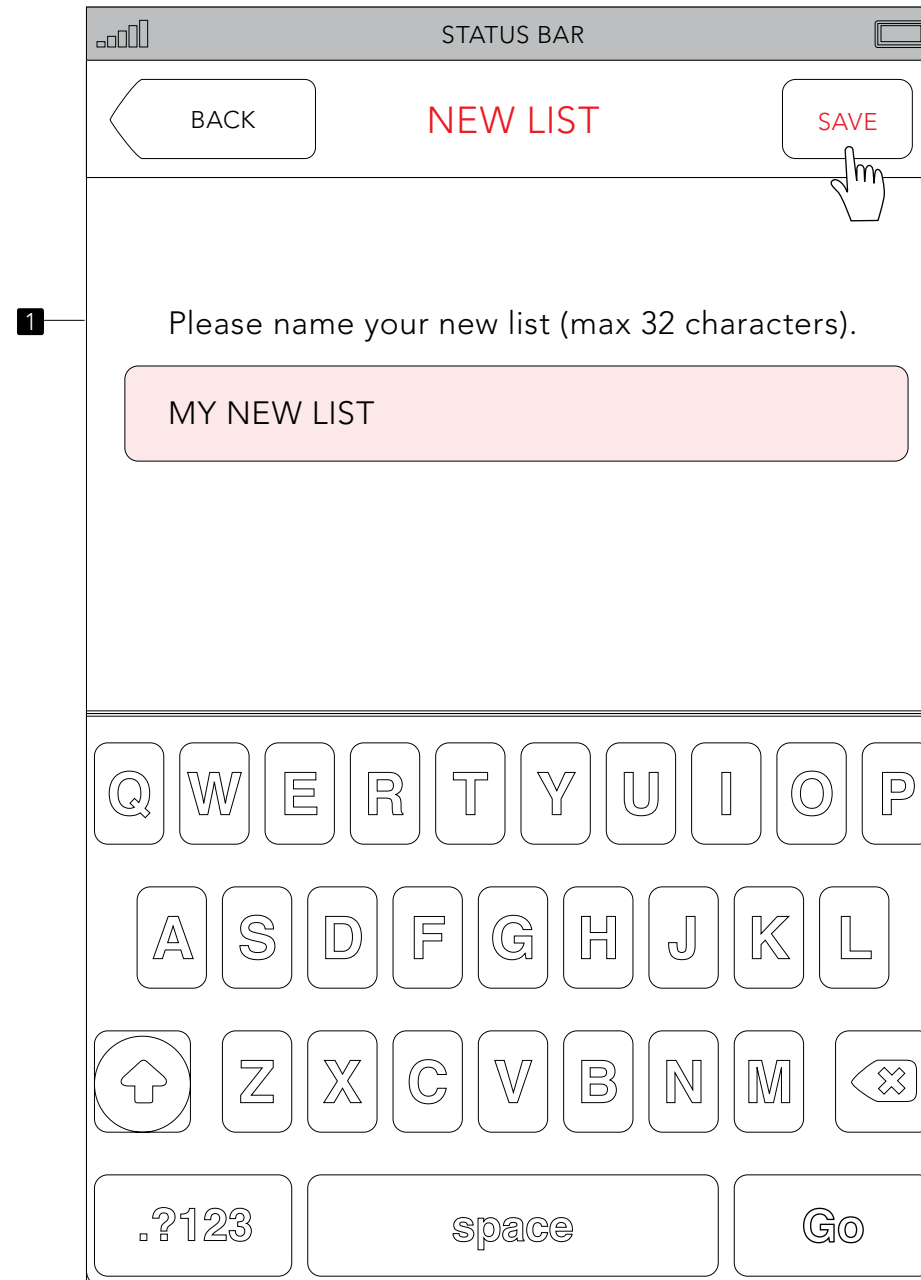 STATUS BAR
BACK NEW LIST SAVE
1
Please name your new list (max 32 characters).
MY NEW LIST
Q W E R T Y U I O P
A S D F G H J K L
Z X C V B N M
.?123 space Go